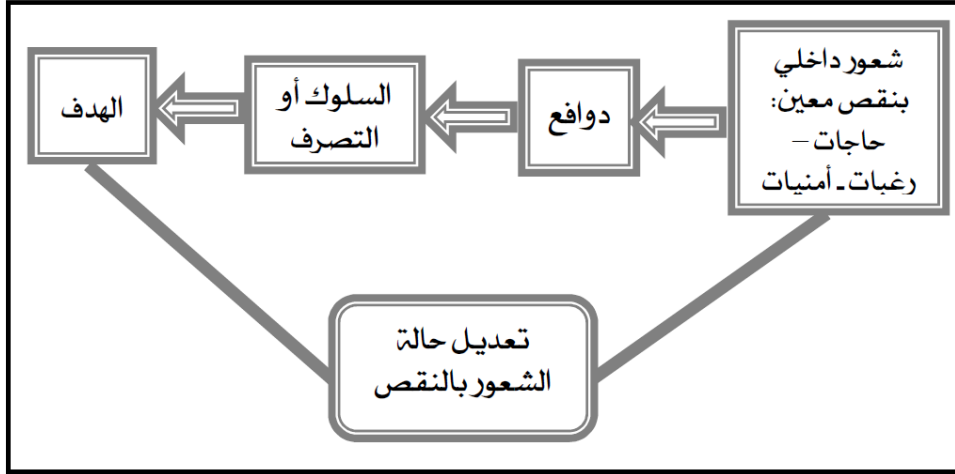 شعور داخلي
بنقص معين:
حاجات –
رغبات ـ أمنيات
دوافع
السلوك أو
التصرف
الهدف
تعديل حالة
الشعور بالنقص